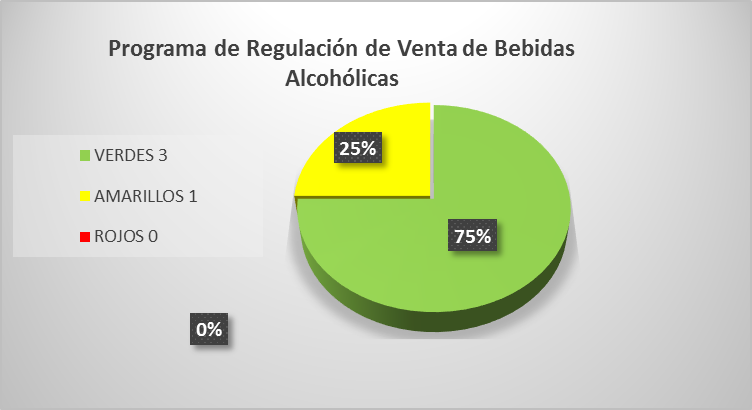 Programa de Regulación de Venta de Bebidas
Alcohólicas
VERDES 3
AMARILLOS 1
ROJOS 0
25%
75%
0%